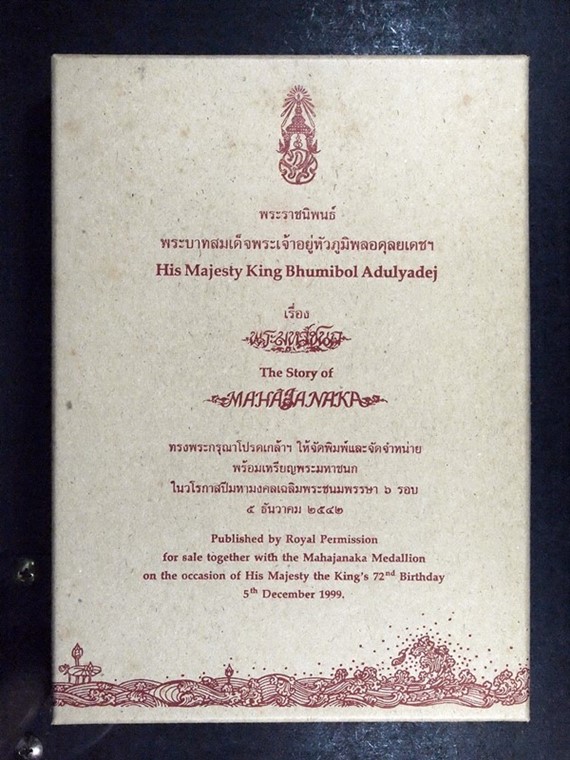 พระราชนิพนธ์
พระบาทสมเด็จพระเจ้าอยู่หัวภูมิพลอดุลยเดชฯ
His Majesty King Bhumibol Adulyadej
เรื่อง
พระมหาชนก
The Story of
MAHAJANAKA
ทรงพระกรุณาโปรดเกล้าฯ ให้จัดพิมพ์และจัดจำหน่าย
พร้อมเหรียญพระมหาชนก
ในวโรกาสปีมหามงคลเฉลิมพระชนมพรรษา ๖ รอบ
๕ ธันวาคม ๒๕๔๒
Published by Royal Permission
for sale together with the Mahajanaka Medallion
on the occasion of His Majesty the King's 72nd Birthday
5th December 1999.